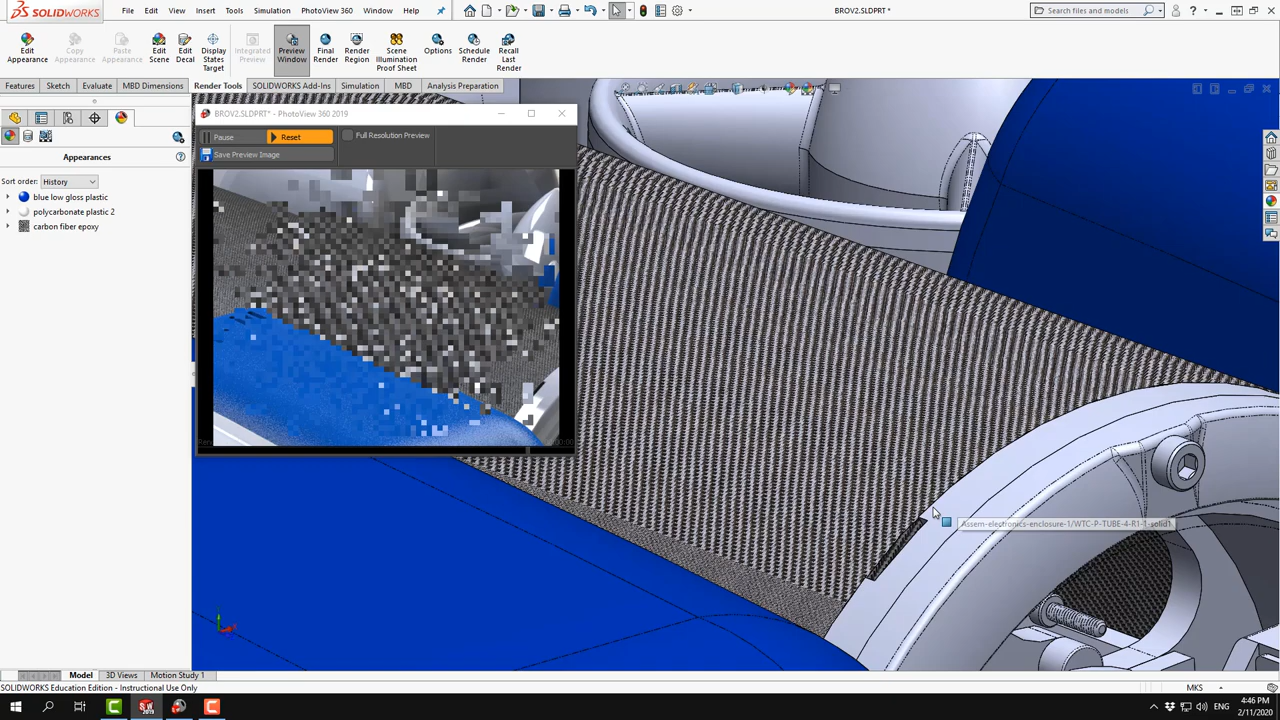 SOLIDWORKS
File Edit View Insert Tools Simulation PhotoView 360 Window Help
BROV2.SLDPRT *
Search files and models
Edit Appearance
Copy Appearance
Paste Appearance
Edit Scene
Edit Decal
Display States Target
Integrated Preview
Preview Window
Final Render
Render Region
Scene Illumination Proof Sheet
Options
Schedule Render
Recall Last Render
Features Sketch Evaluate MBD Dimensions Render Tools SOLIDWORKS Add-Ins Simulation MBD Analysis Preparation
BROV2.SLDPRT* - PhotoView 360 2019
Pause Reset Full Resolution Preview
Save Preview Image
Appearances
Sort order: History
blue low gloss plastic
polycarbonate plastic 2
carbon fiber epoxy
Assem-electronics-enclosure-1/WTC-P-TUBE-4-R1-1-solid1
Model 3D Views Motion Study 1
SOLIDWORKS Education Edition - Instructional Use Only
MKS
ENG
4:46 PM
2/11/2020